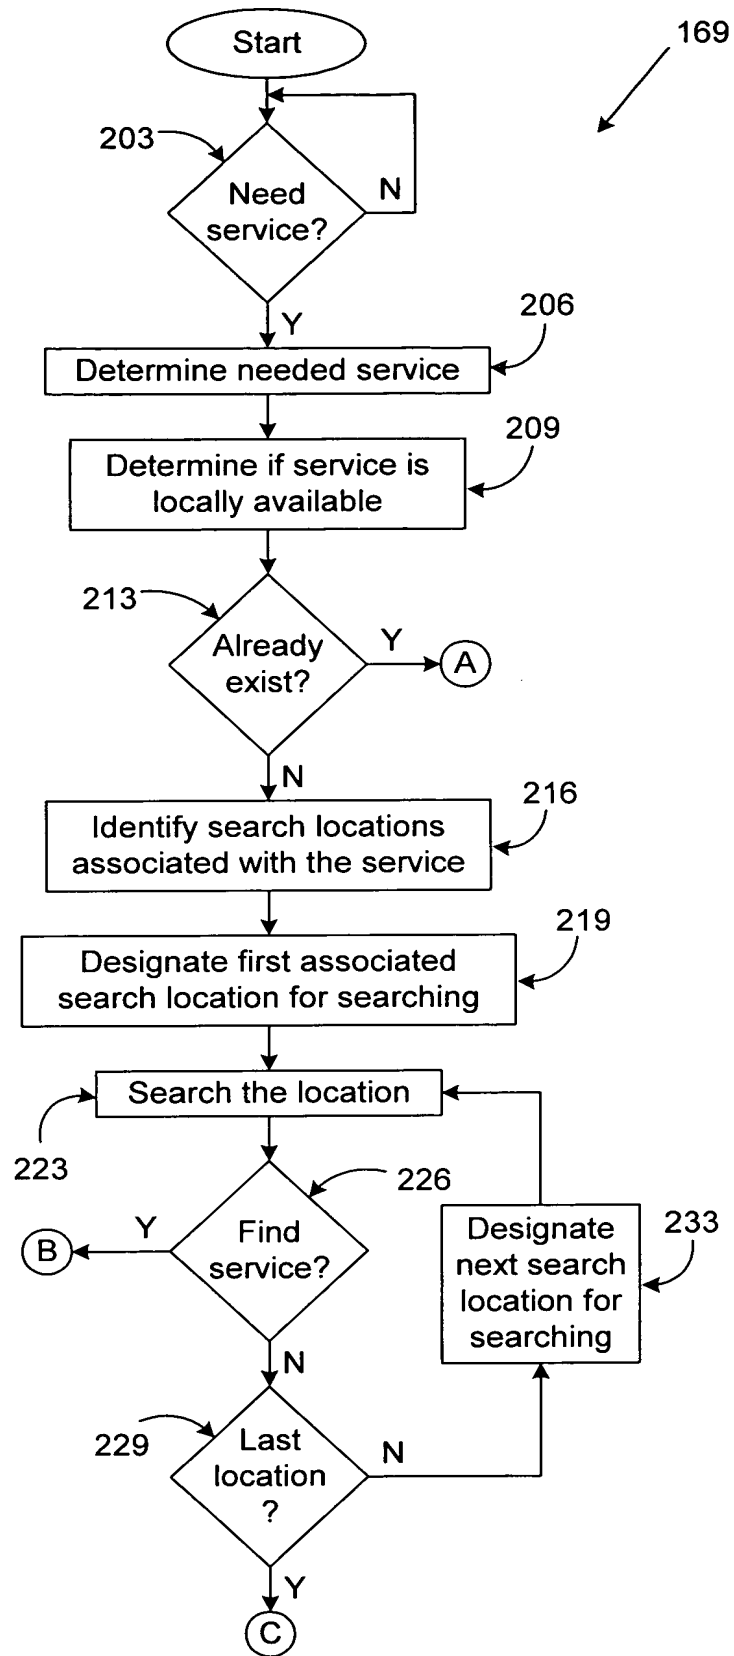 Start
169
203
Need
service?
N
Y
206
Determine needed service
209
Determine if service is
locally available
213
Already
exist?
Y
A
N
216
Identify search locations
associated with the service
219
Designate first associated
search location for searching
Search the location
223
226
Find
service?
Y
B
Designate
next search
location for
searching
233
N
229
Last
location
?
N
Y
C